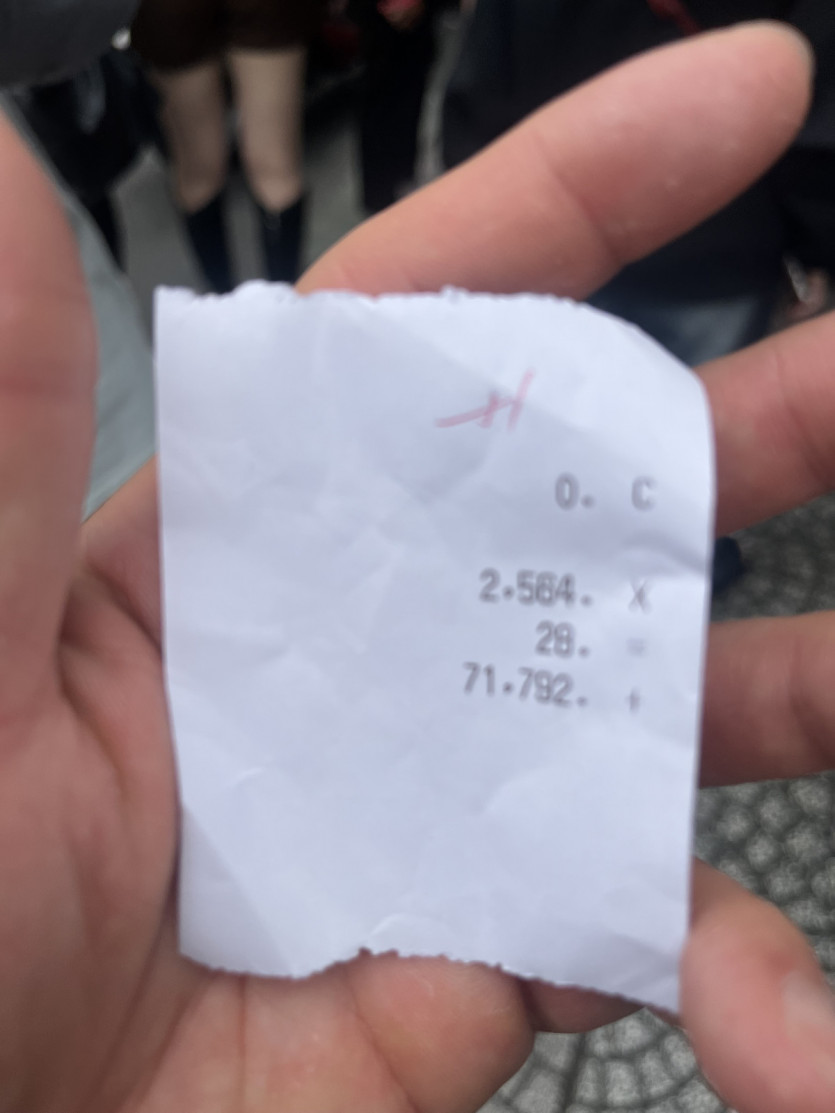 0. C
2.564. X
28. =
71.792. +